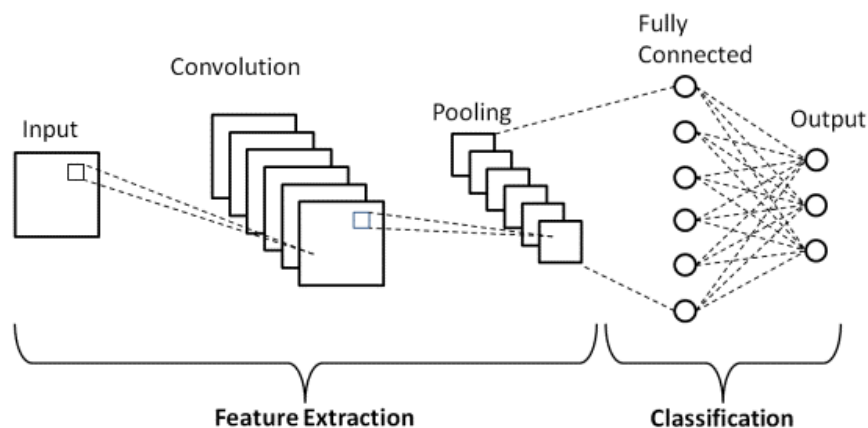 Input
Convolution
Pooling
Fully
Connected
Output
Feature Extraction
Classification